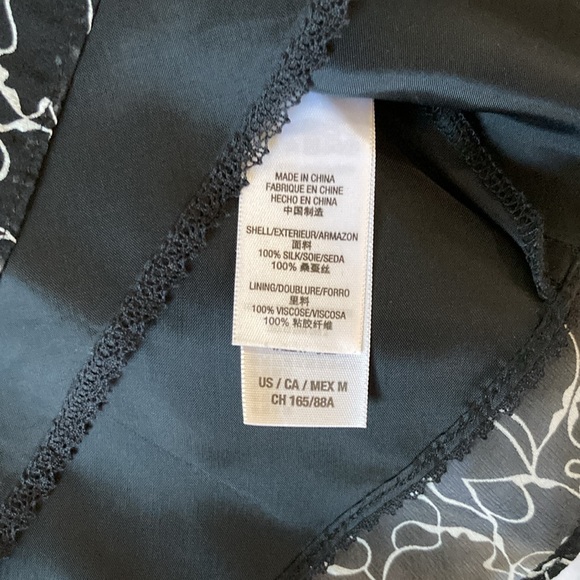 MADE IN CHINA
FABRIQUE EN CHINE
HECHO EN CHINA
中国制造
SHELL/EXTERIEUR/ARMAZON
面料
100% SILK/SOIE/SEDA
100% 桑蚕丝
LINING/DOUBLURE/FORRO
里料
100% VISCOSE/VISCOSA
100% 粘胶纤维
US / CA / MEX M
CH 165/88A